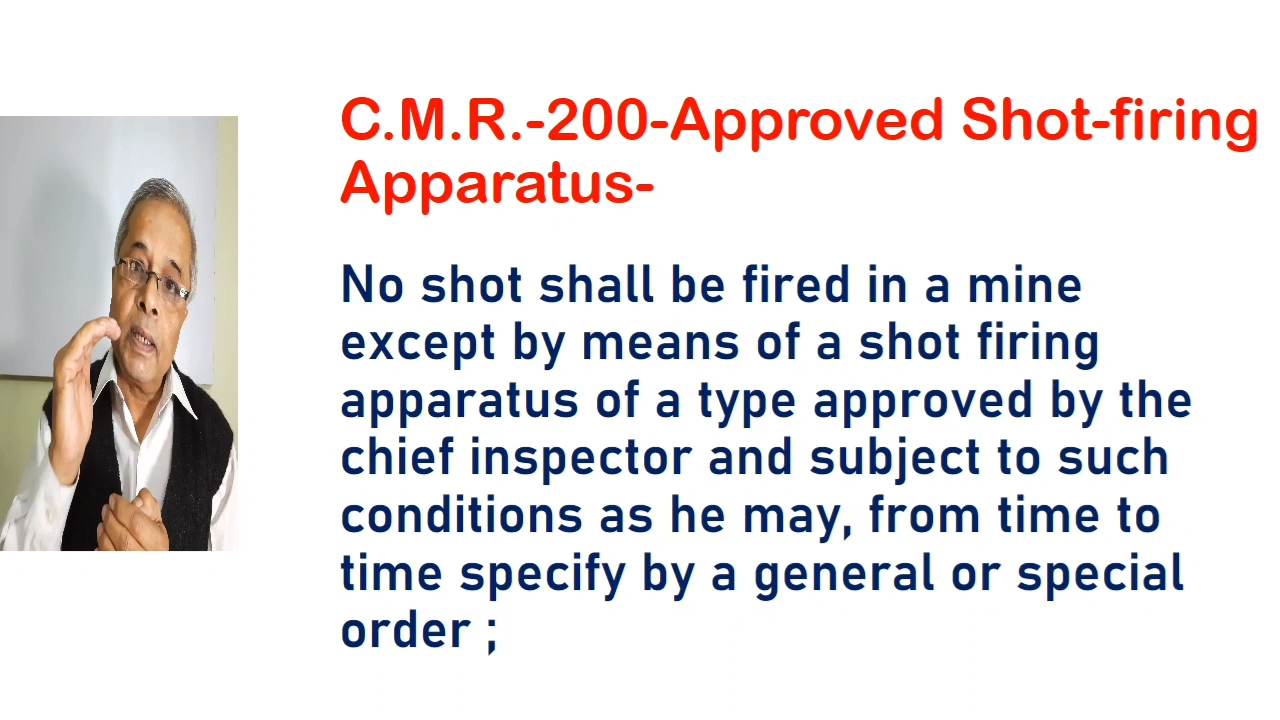 C.M.R.-200-Approved Shot-firing
Apparatus-
No shot shall be fired in a mine
except by means of a shot firing
apparatus of a type approved by the
chief inspector and subject to such
conditions as he may, from time to
time specify by a general or special
order ;